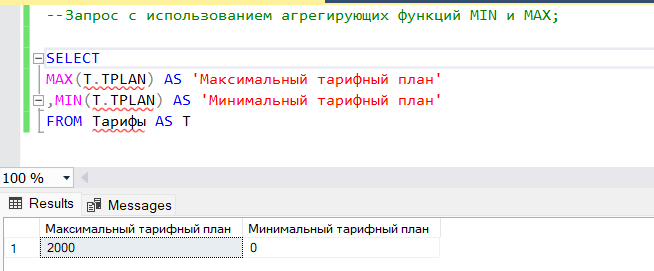 --Запрос с использованием агрегирующих функций MIN и MAX;
SELECT
MAX(T.TPLAN) AS 'Максимальный тарифный план'
,MIN(T.TPLAN) AS 'Минимальный тарифный план'
FROM Тарифы AS T
100 %
Results Messages
Максимальный тарифный план Минимальный тарифный план
1 2000 0